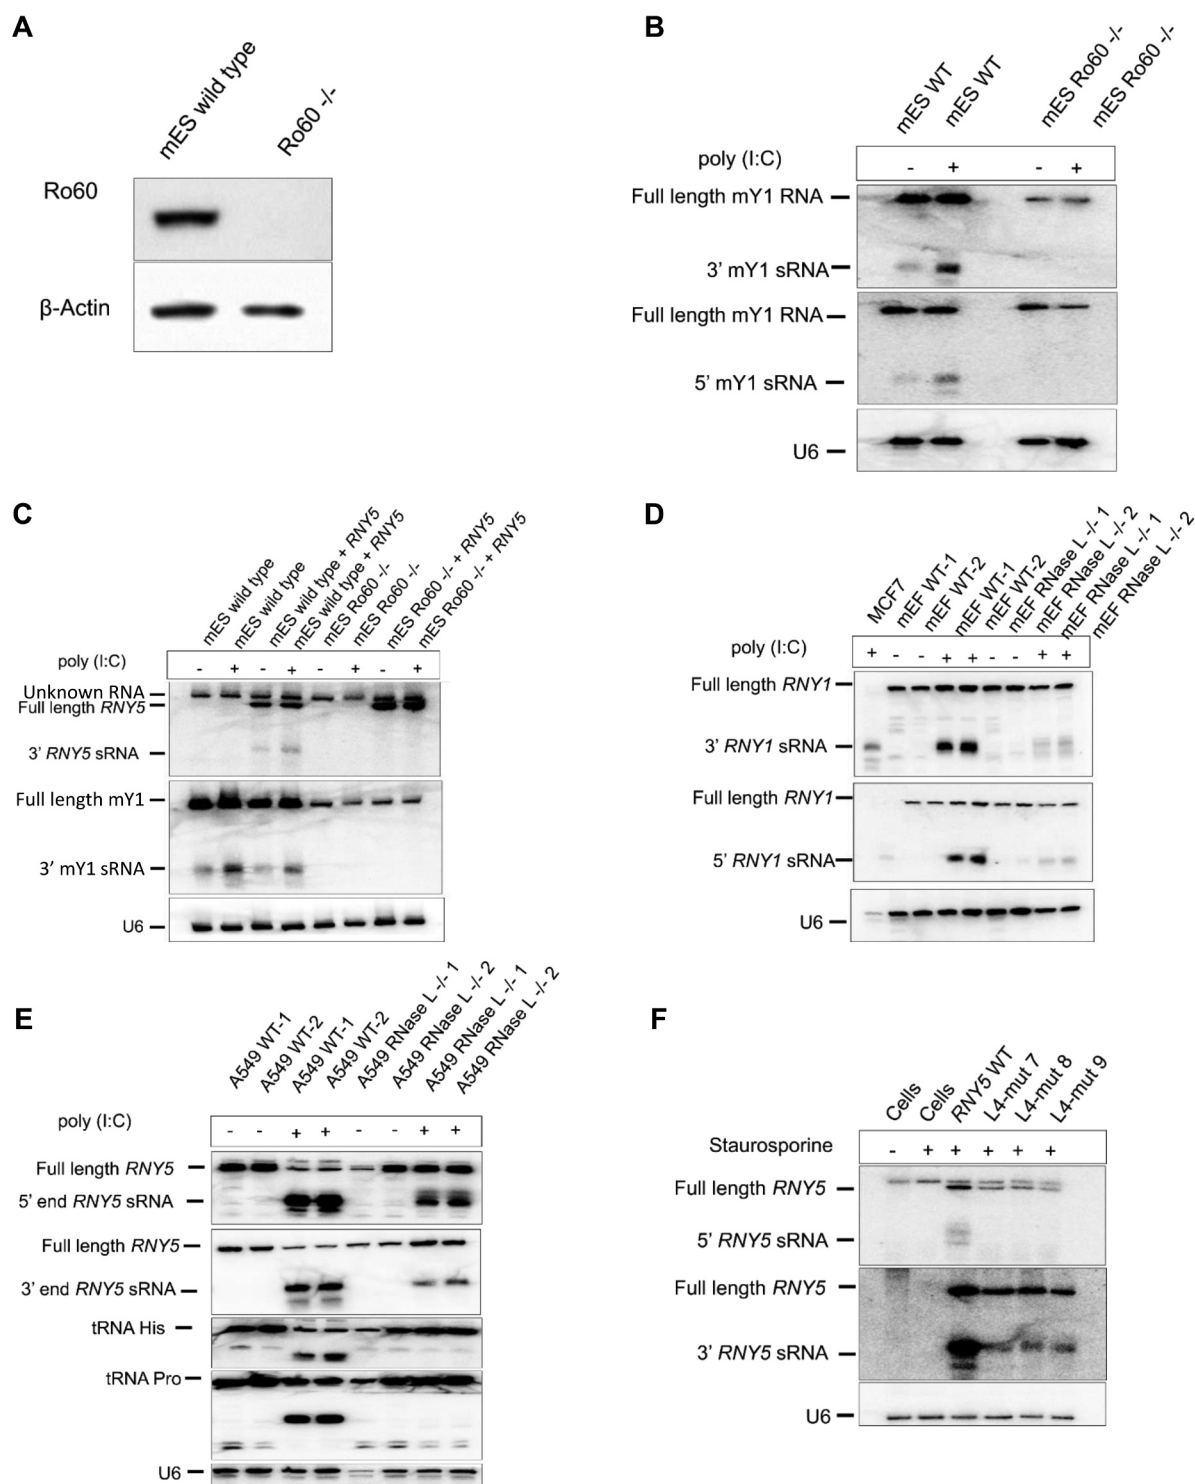 A
mES wild type
Ro60 -/-
Ro60
β-Actin
B
mES WT
mES WT
mES Ro60 -/-
mES Ro60 -/-
poly (I:C)
- + - +
Full length mY1 RNA
3’ mY1 sRNA
Full length mY1 RNA
5’ mY1 sRNA
U6
C
mES wild type
mES wild type
mES wild type + RNY5
mES wild type + RNY5
mES Ro60 -/-
mES Ro60 -/-
mES Ro60 -/- + RNY5
mES Ro60 -/- + RNY5
poly (I:C)
- + - + - + - +
Unknown RNA
Full length RNY5
3’ RNY5 sRNA
Full length mY1
3’ mY1 sRNA
U6
D
MCF7
mEF WT-1
mEF WT-2
mEF WT-1
mEF WT-2
mEF RNase L -/- 1
mEF RNase L -/- 2
mEF RNase L -/- 1
mEF RNase L -/- 2
poly (I:C)
+ - - + + - - + +
Full length RNY1
3’ RNY1 sRNA
Full length RNY1
5’ RNY1 sRNA
U6
E
A549 WT-1
A549 WT-2
A549 WT-1
A549 WT-2
A549 RNase L -/- 1
A549 RNase L -/- 2
A549 RNase L -/- 1
A549 RNase L -/- 2
poly (I:C)
- - + + - - + +
Full length RNY5
5’ end RNY5 sRNA
Full length RNY5
3’ end RNY5 sRNA
tRNA His
tRNA Pro
U6
F
Cells
Cells
RNY5 WT
L4-mut 7
L4-mut 8
L4-mut 9
Staurosporine
- + + + + +
Full length RNY5
5’ RNY5 sRNA
Full length RNY5
3’ RNY5 sRNA
U6